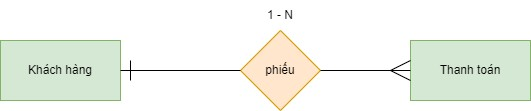 1 - N
Khách hàng
phiếu
Thanh toán